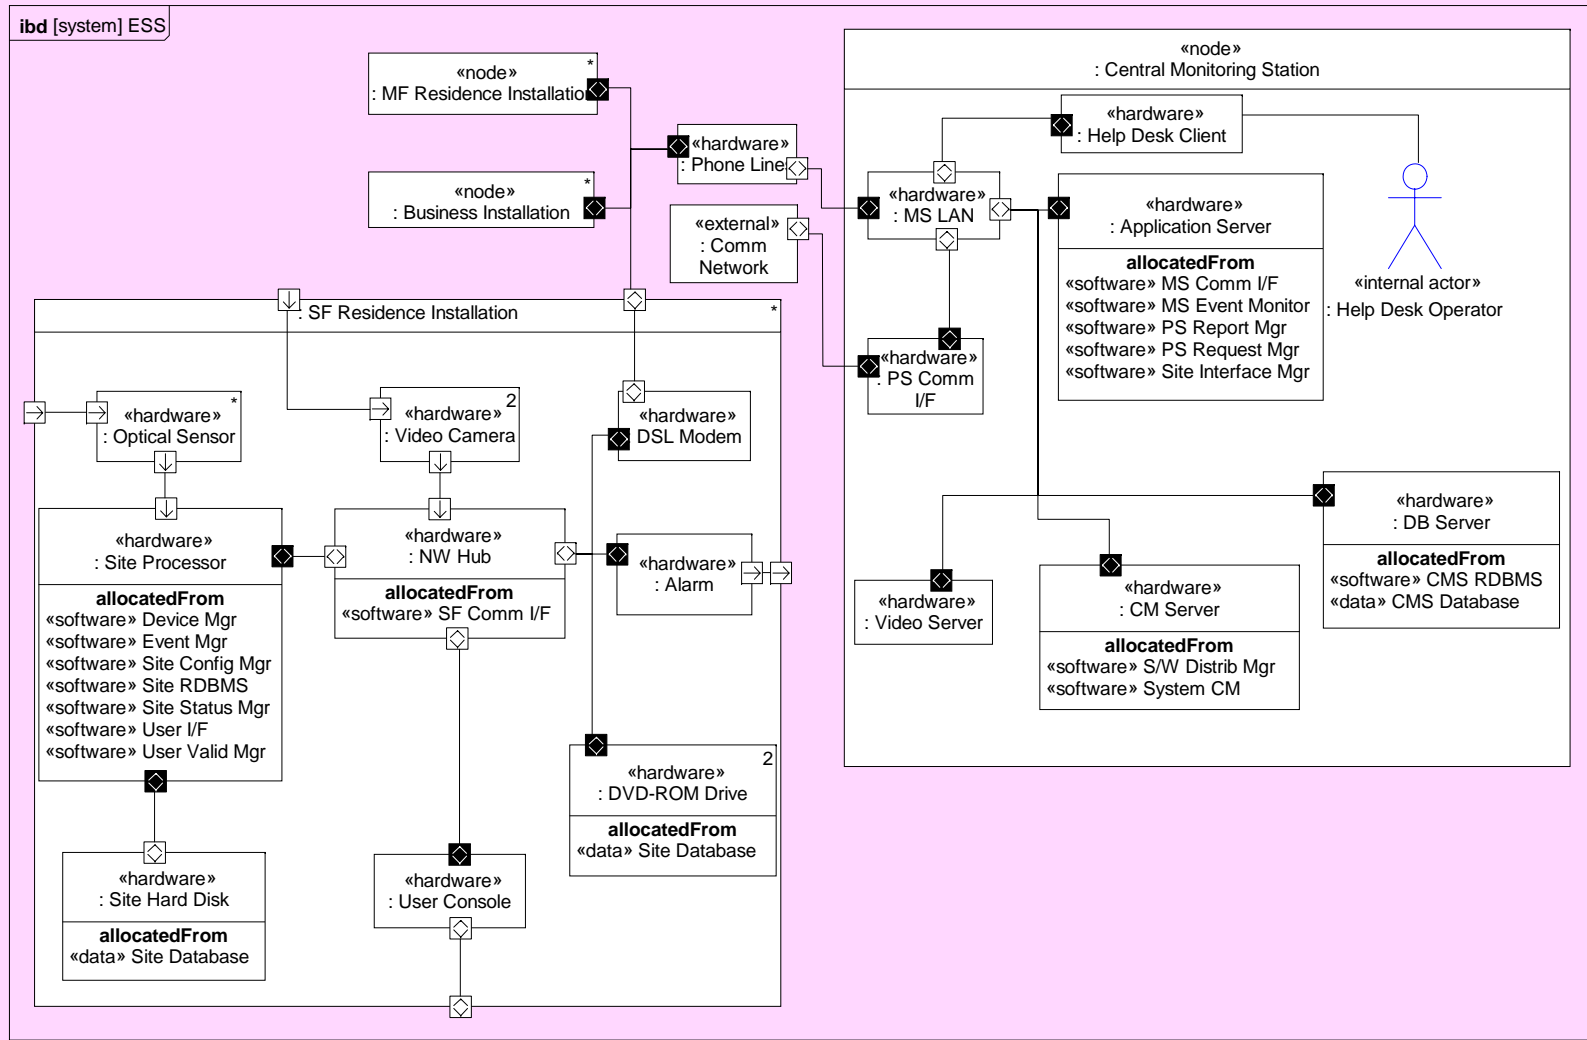 ibd [system] ESS
«node»
: MF Residence Installation
*
«node»
: Business Installation
*
«hardware»
: Phone Lines
«external»
: Comm
Network
«node»
: Central Monitoring Station
«hardware»
: Help Desk Client
«hardware»
: MS LAN
«hardware»
: Application Server
allocatedFrom
«software» MS Comm I/F
«software» MS Event Monitor
«software» PS Report Mgr
«software» PS Request Mgr
«software» Site Interface Mgr
«internal actor»
: Help Desk Operator
«hardware»
: PS Comm
I/F
«hardware»
: DB Server
allocatedFrom
«software» CMS RDBMS
«data» CMS Database
«hardware»
: Video Server
«hardware»
: CM Server
allocatedFrom
«software» S/W Distrib Mgr
«software» System CM
: SF Residence Installation
*
«hardware»
: Optical Sensor
*
«hardware»
: Video Camera
2
«hardware»
DSL Modem
«hardware»
: Site Processor
allocatedFrom
«software» Device Mgr
«software» Event Mgr
«software» Site Config Mgr
«software» Site RDBMS
«software» Site Status Mgr
«software» User I/F
«software» User Valid Mgr
«hardware»
: NW Hub
allocatedFrom
«software» SF Comm I/F
«hardware»
: Alarm
«hardware»
: DVD-ROM Drive
2
allocatedFrom
«data» Site Database
«hardware»
: Site Hard Disk
allocatedFrom
«data» Site Database
«hardware»
: User Console